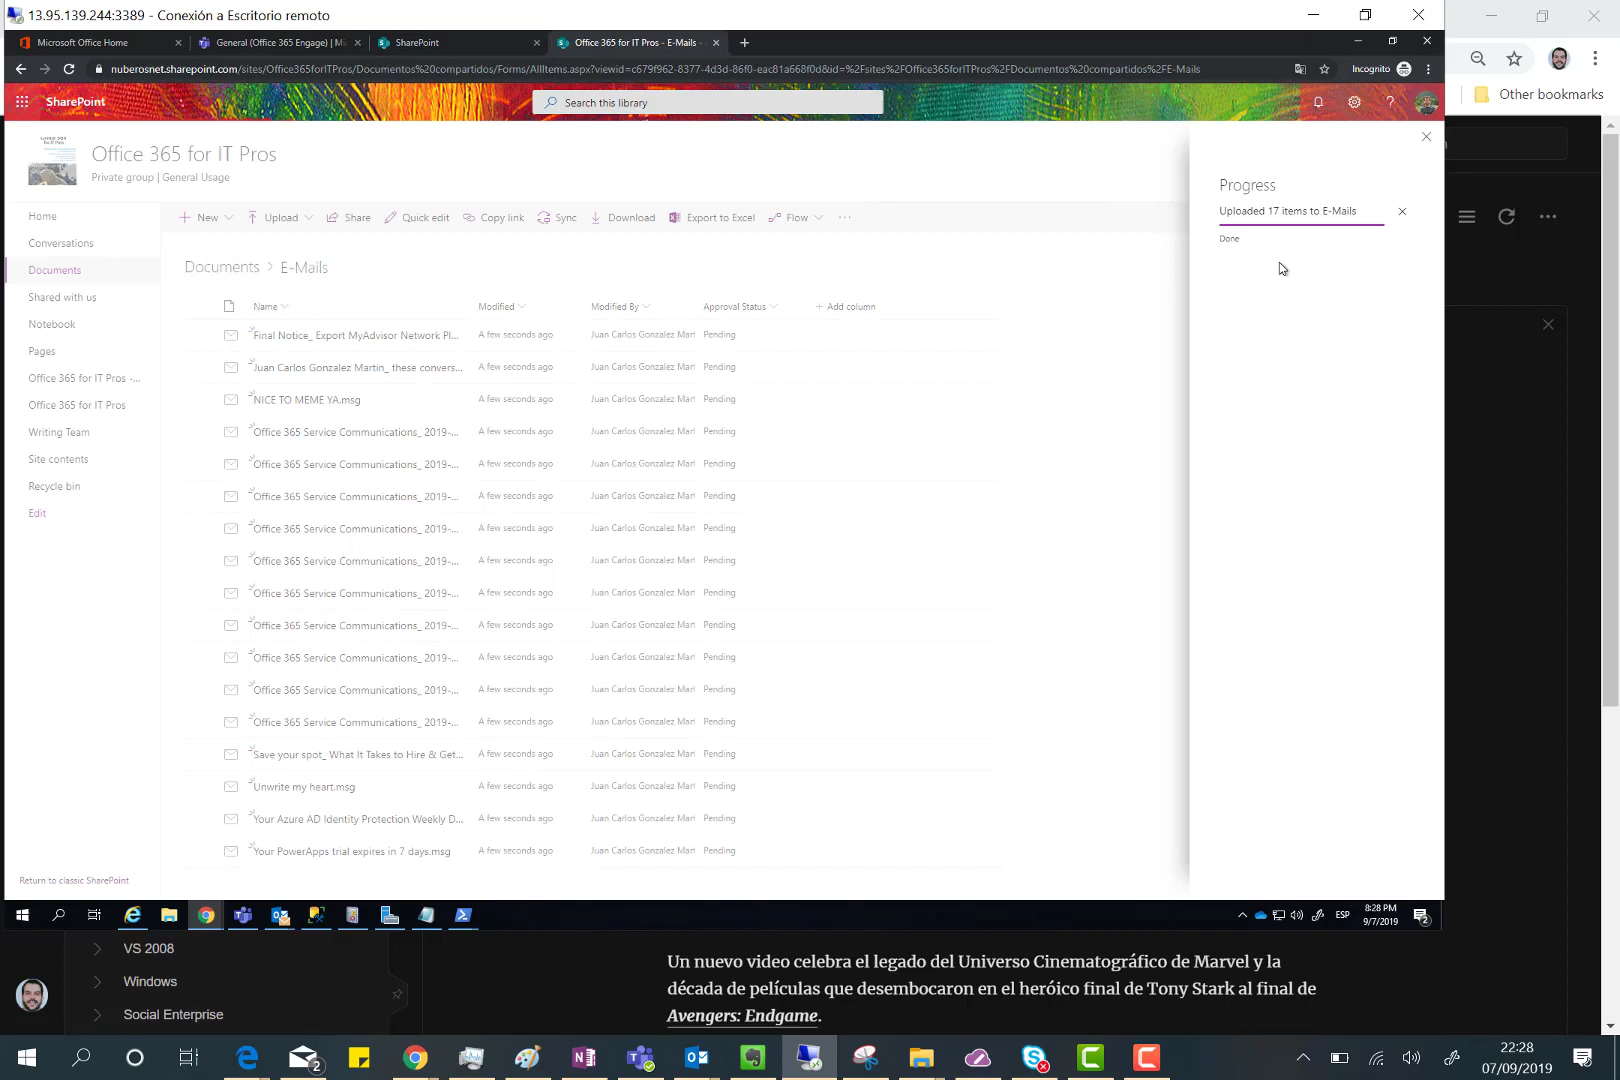 13.95.139.244:3389 - Conexión a Escritorio remoto
Microsoft Office Home
General (Office 365 Engage) | Mi
SharePoint
Office 365 for IT Pros - E-Mails -
nuberosnet.sharepoint.com/sites/Office365forITPros/Documentos%20compartidos/Forms/AllItems.aspx?viewid=c679f962-8377-4d3d-86f0-eac81a668f0d&id=%2Fsites%2FOffice365forITPros%2FDocumentos%20compartidos%2FE-Mails
Incognito
Other bookmarks
SharePoint
Search this library
Office 365 for IT Pros
Private group | General Usage
Progress
Uploaded 17 items to E-Mails
Done
Home
Conversations
Documents
Shared with us
Notebook
Pages
Office 365 for IT Pros -...
Office 365 for IT Pros
Writing Team
Site contents
Recycle bin
Edit
Return to classic SharePoint
New Upload Share Quick edit Copy link Sync Download Export to Excel Flow
Documents > E-Mails
Name Modified Modified By Approval Status + Add column
Final Notice_ Export MyAdvisor Network Pl... A few seconds ago Juan Carlos Gonzalez Mart Pending
Juan Carlos Gonzalez Martin_ these convers... A few seconds ago Juan Carlos Gonzalez Mart Pending
NICE TO MEME YA.msg A few seconds ago Juan Carlos Gonzalez Mart Pending
Office 365 Service Communications_ 2019-... A few seconds ago Juan Carlos Gonzalez Mart Pending
Office 365 Service Communications_ 2019-... A few seconds ago Juan Carlos Gonzalez Mart Pending
Office 365 Service Communications_ 2019-... A few seconds ago Juan Carlos Gonzalez Mart Pending
Office 365 Service Communications_ 2019-... A few seconds ago Juan Carlos Gonzalez Mart Pending
Office 365 Service Communications_ 2019-... A few seconds ago Juan Carlos Gonzalez Mart Pending
Office 365 Service Communications_ 2019-... A few seconds ago Juan Carlos Gonzalez Mart Pending
Office 365 Service Communications_ 2019-... A few seconds ago Juan Carlos Gonzalez Mart Pending
Office 365 Service Communications_ 2019-... A few seconds ago Juan Carlos Gonzalez Mart Pending
Office 365 Service Communications_ 2019-... A few seconds ago Juan Carlos Gonzalez Mart Pending
Office 365 Service Communications_ 2019-... A few seconds ago Juan Carlos Gonzalez Mart Pending
Save your spot_ What It Takes to Hire & Get... A few seconds ago Juan Carlos Gonzalez Mart Pending
Unwrite my heart.msg A few seconds ago Juan Carlos Gonzalez Mart Pending
Your Azure AD Identity Protection Weekly D... A few seconds ago Juan Carlos Gonzalez Mart Pending
Your PowerApps trial expires in 7 days.msg A few seconds ago Juan Carlos Gonzalez Mart Pending
ESP
8:28 PM
9/7/2019
2
VS 2008
Windows
Social Enterprise
Un nuevo video celebra el legado del Universo Cinematográfico de Marvel y la
década de películas que desembocaron en el heróico final de Tony Stark al final de
Avengers: Endgame.
2
22:28
07/09/2019